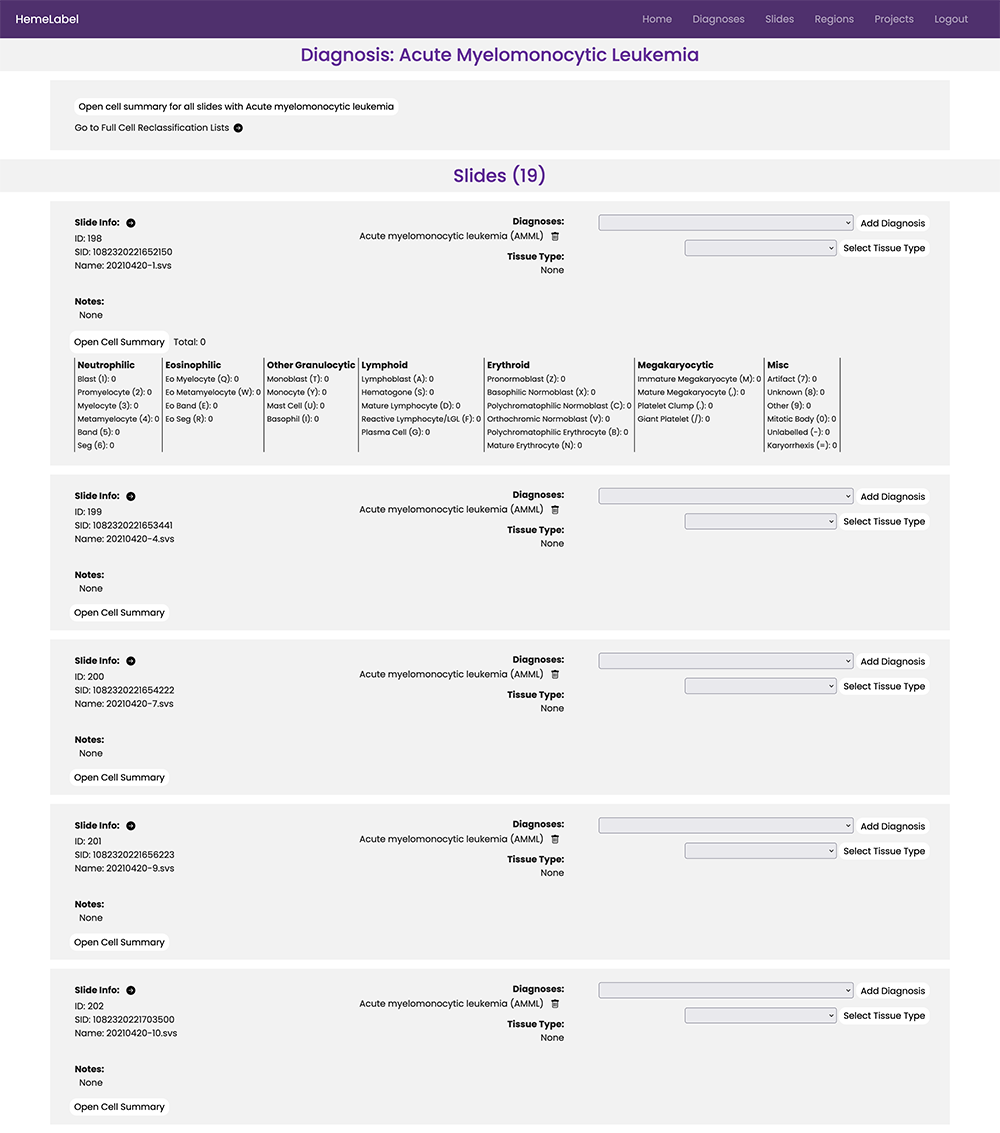 HemeLabel Home Diagnoses Slides Regions Projects Logout
Diagnosis: Acute Myelomonocytic Leukemia
Open cell summary for all slides with Acute myelomonocytic leukemia
Go to Full Cell Reclassification Lists
Slides (19)
Slide Info:
ID: 198
SID: 1082320221652150
Name: 20210420-1.svs
Diagnoses:
Acute myelomonocytic leukemia (AMML)
Tissue Type:
None
Add Diagnosis
Select Tissue Type
Notes:
None
Open Cell Summary Total: 0
Neutrophilic
Blast (1): 0
Promyelocyte (2): 0
Myelocyte (3): 0
Metamyelocyte (4): 0
Band (5): 0
Seg (6): 0
Eosinophilic
Eo Myelocyte (Q): 0
Eo Metamyelocyte (W): 0
Eo Band (E): 0
Eo Seg (R): 0
Other Granulocytic
Monoblast (T): 0
Monocyte (Y): 0
Mast Cell (U): 0
Basophil (I): 0
Lymphoid
Lymphoblast (A): 0
Hematogone (S): 0
Mature Lymphocyte (D): 0
Reactive Lymphocyte/LGL (F): 0
Plasma Cell (G): 0
Erythroid
Pronormoblast (Z): 0
Basophilic Normoblast (X): 0
Polychromatophilic Normoblast (C): 0
Orthochromic Normoblast (V): 0
Polychromatophilic Erythrocyte (B): 0
Mature Erythrocyte (N): 0
Megakaryocytic
Immature Megakaryocyte (M): 0
Mature Megakaryocyte (,): 0
Platelet Clump (.): 0
Giant Platelet (/): 0
Misc
Artifact (7): 0
Unknown (8): 0
Other (9): 0
Mitotic Body (0): 0
Unlabelled (-): 0
Karyorrhexis (=): 0
Slide Info:
ID: 199
SID: 1082320221653441
Name: 20210420-4.svs
Diagnoses:
Acute myelomonocytic leukemia (AMML)
Tissue Type:
None
Add Diagnosis
Select Tissue Type
Notes:
None
Open Cell Summary
Slide Info:
ID: 200
SID: 1082320221654222
Name: 20210420-7.svs
Diagnoses:
Acute myelomonocytic leukemia (AMML)
Tissue Type:
None
Add Diagnosis
Select Tissue Type
Notes:
None
Open Cell Summary
Slide Info:
ID: 201
SID: 1082320221656223
Name: 20210420-9.svs
Diagnoses:
Acute myelomonocytic leukemia (AMML)
Tissue Type:
None
Add Diagnosis
Select Tissue Type
Notes:
None
Open Cell Summary
Slide Info:
ID: 202
SID: 1082320221703500
Name: 20210420-10.svs
Diagnoses:
Acute myelomonocytic leukemia (AMML)
Tissue Type:
None
Add Diagnosis
Select Tissue Type
Notes:
None
Open Cell Summary